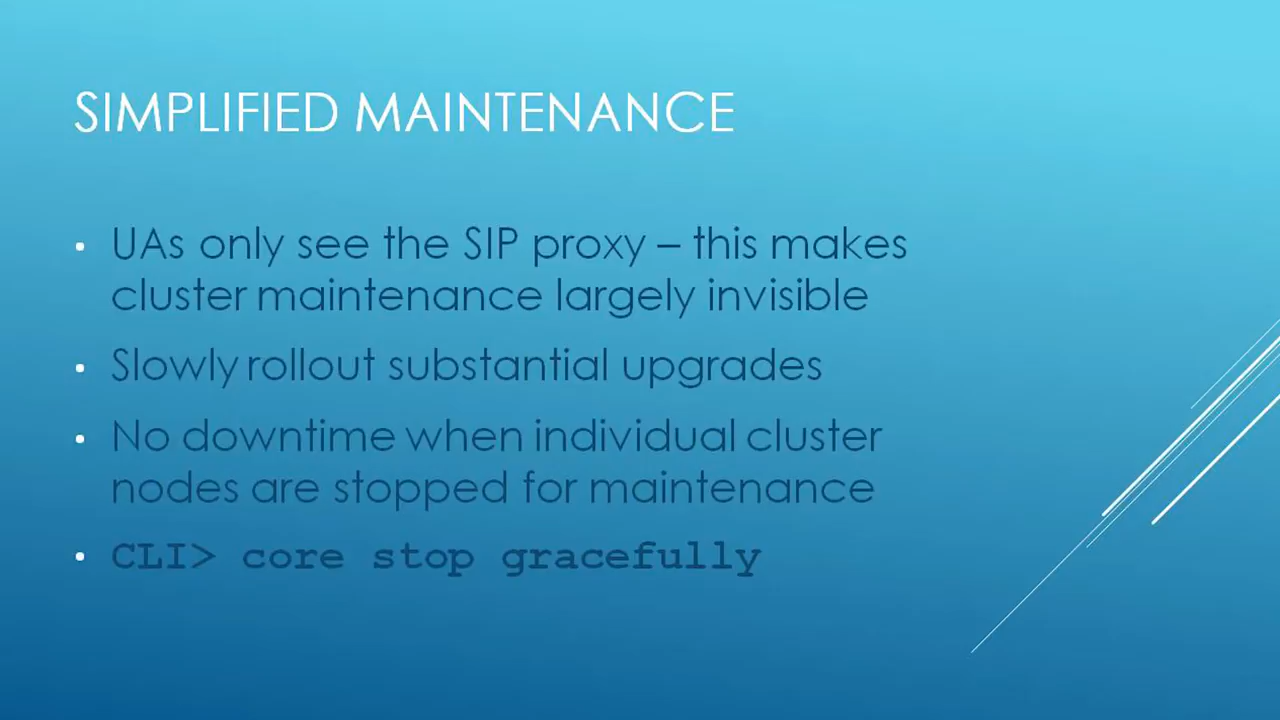 SIMPLIFIED MAINTENANCE
• UAs only see the SIP proxy – this makes
cluster maintenance largely invisible
• Slowly rollout substantial upgrades
• No downtime when individual cluster
nodes are stopped for maintenance
• CLI> core stop gracefully